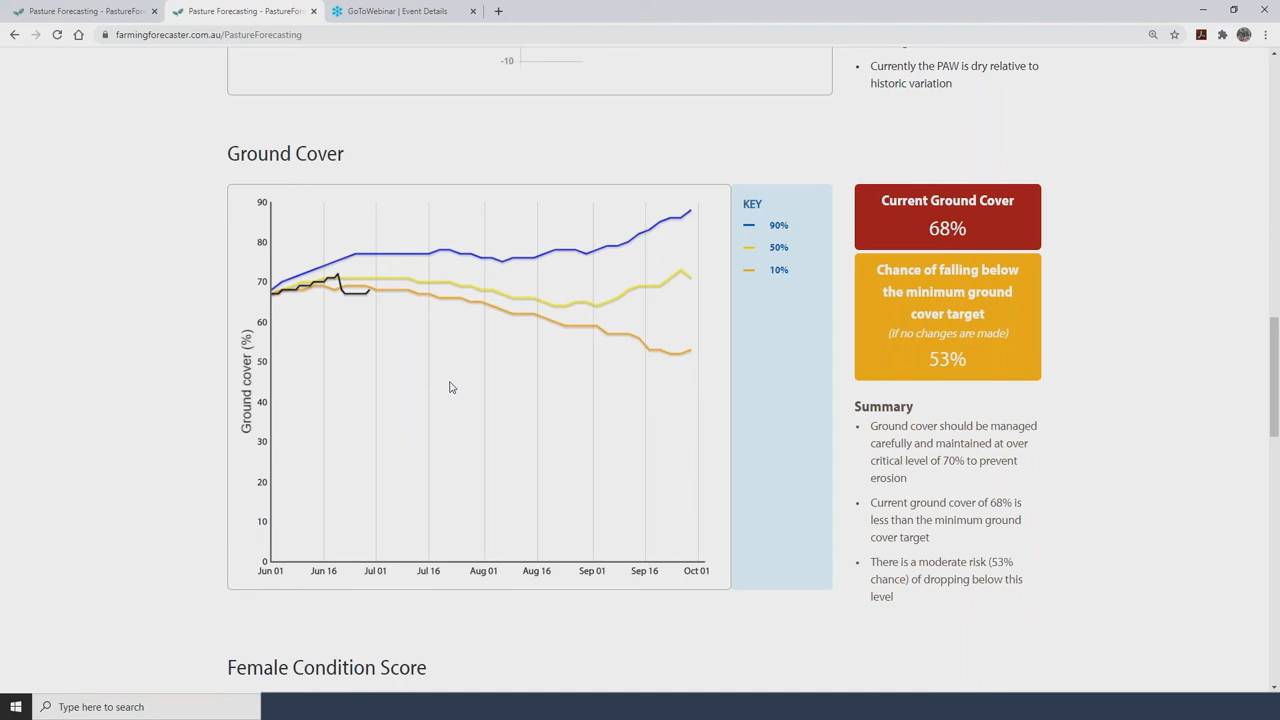 Pasture Forecasting - PastureFor
Pasture Forecasting - PastureFor
GoToWebinar | Event Details
farmingforecaster.com.au/PastureForecasting
-10
Currently the PAW is dry relative to
historic variation
Ground Cover
90
80
70
60
50
40
30
20
10
0
Ground cover (%)
Jun 01
Jun 16
Jul 01
Jul 16
Aug 01
Aug 16
Sep 01
Sep 16
Oct 01
KEY
90%
50%
10%
Current Ground Cover
68%
Chance of falling below
the minimum ground
cover target
(if no changes are made)
53%
Summary
Ground cover should be managed
carefully and maintained at over
critical level of 70% to prevent
erosion
Current ground cover of 68% is
less than the minimum ground
cover target
There is a moderate risk (53%
chance) of dropping below this
level
Female Condition Score
Type here to search